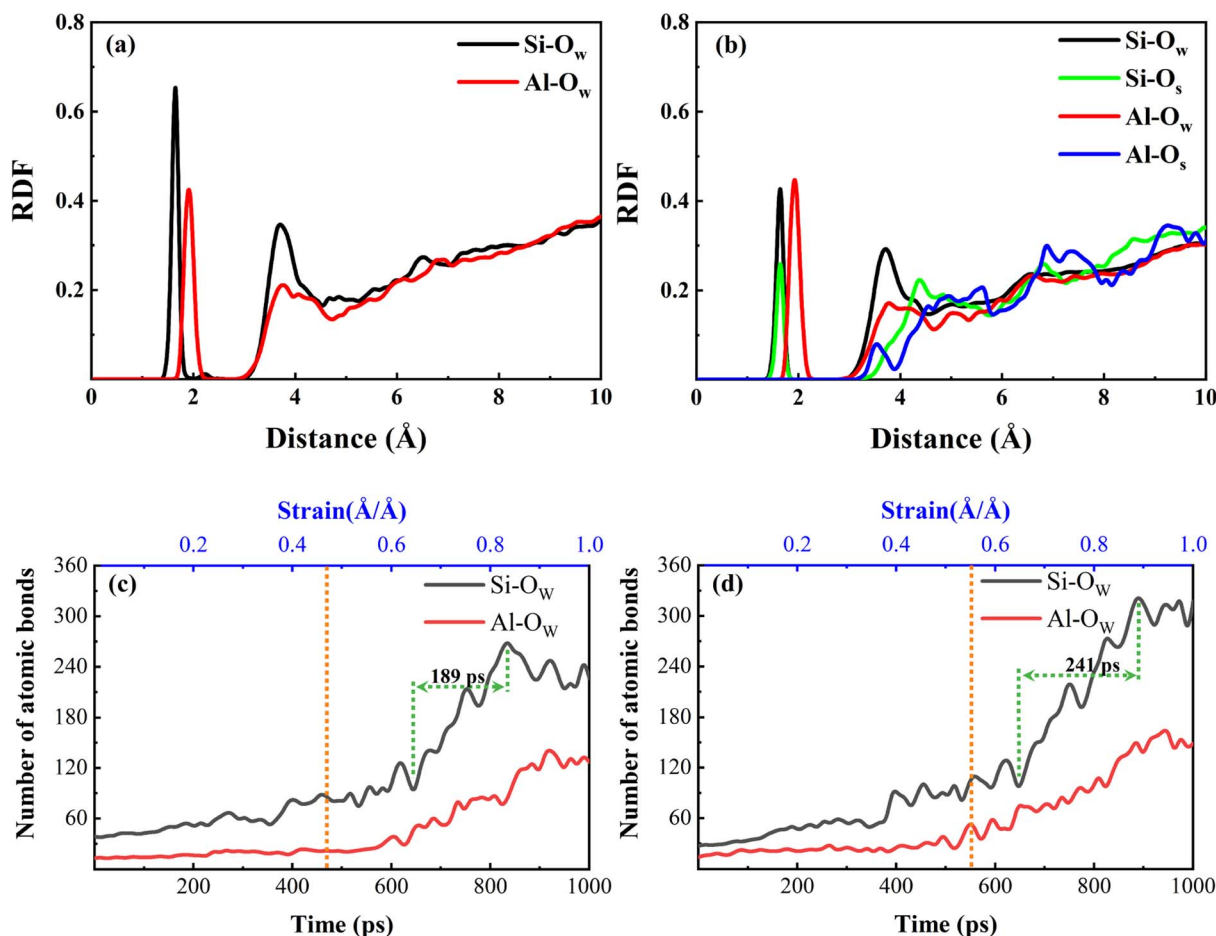 (a)
Si-Ow
Al-Ow
RDF
0.8
0.6
0.4
0.2
0 2 4 6 8 10
Distance (Å)
(b)
Si-Ow
Si-Os
Al-Ow
Al-Os
RDF
0.8
0.6
0.4
0.2
0 2 4 6 8 10
Distance (Å)
Strain(Å/Å)
0.2 0.4 0.6 0.8 1.0
(c)
Si-OW
Al-OW
189 ps
Number of atomic bonds
360
300
240
180
120
60
200 400 600 800 1000
Time (ps)
Strain(Å/Å)
0.2 0.4 0.6 0.8 1.0
(d)
Si-OW
Al-OW
241 ps
Number of atomic bonds
360
300
240
180
120
60
200 400 600 800 1000
Time (ps)